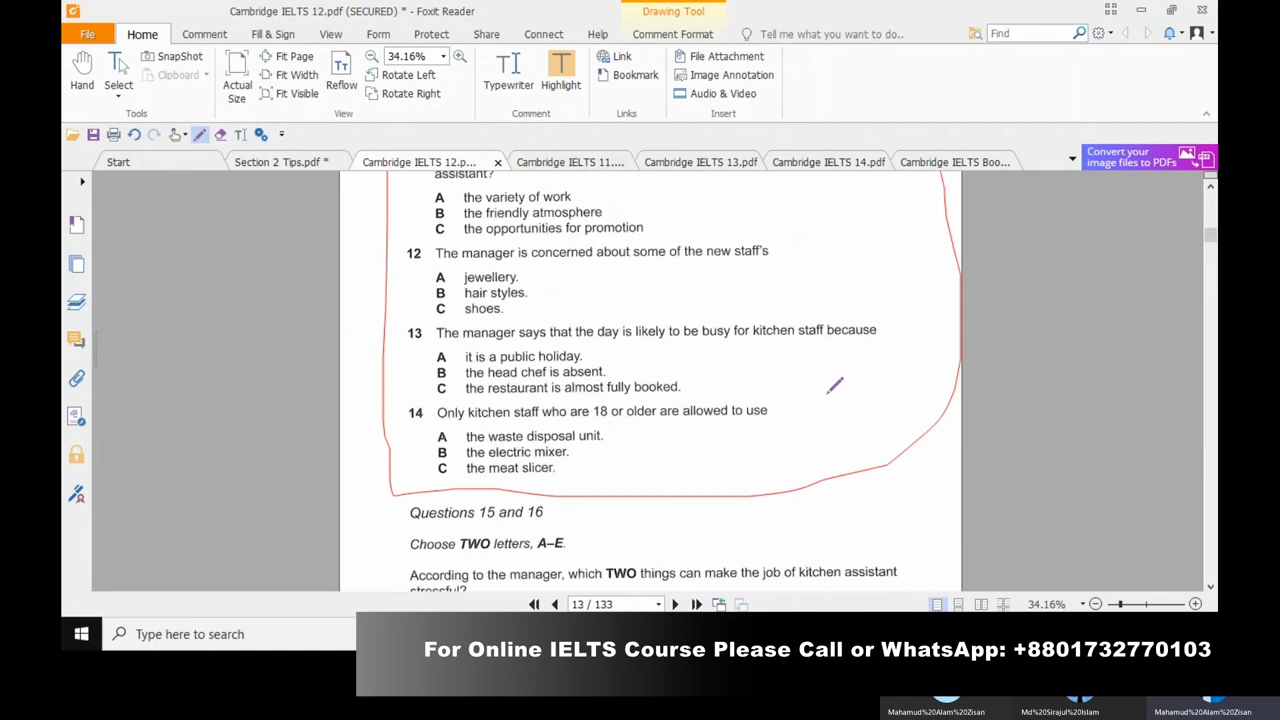 Cambridge IELTS 12.pdf (SECURED) * - Foxit Reader
Drawing Tool
File Home Comment Fill & Sign View Form Protect Share Connect Help Comment Format Tell me what you want to do... Find
SnapShot
Clipboard
Hand Select
Tools
Actual Size
Fit Page
Fit Width
Fit Visible
Reflow
34.16%
Rotate Left
Rotate Right
View
Typewriter Highlight
Comment
Link
Bookmark
Links
File Attachment
Image Annotation
Audio & Video
Insert
Start Section 2 Tips.pdf * Cambridge IELTS 12.p... Cambridge IELTS 11.... Cambridge IELTS 13.pdf Cambridge IELTS 14.pdf Cambridge IELTS Boo...
Convert your
image files to PDFs
assistant?
A the variety of work
B the friendly atmosphere
C the opportunities for promotion
12 The manager is concerned about some of the new staff's
A jewellery.
B hair styles.
C shoes.
13 The manager says that the day is likely to be busy for kitchen staff because
A it is a public holiday.
B the head chef is absent.
C the restaurant is almost fully booked.
14 Only kitchen staff who are 18 or older are allowed to use
A the waste disposal unit.
B the electric mixer.
C the meat slicer.
Questions 15 and 16
Choose TWO letters, A–E.
According to the manager, which TWO things can make the job of kitchen assistant
stressful?
13 / 133
34.16%
Type here to search
For Online IELTS Course Please Call or WhatsApp: +8801732770103
Mahamud%20Alam%20Zisan Md%20Sirajul%20Islam Mahamud%20Alam%20Zisan